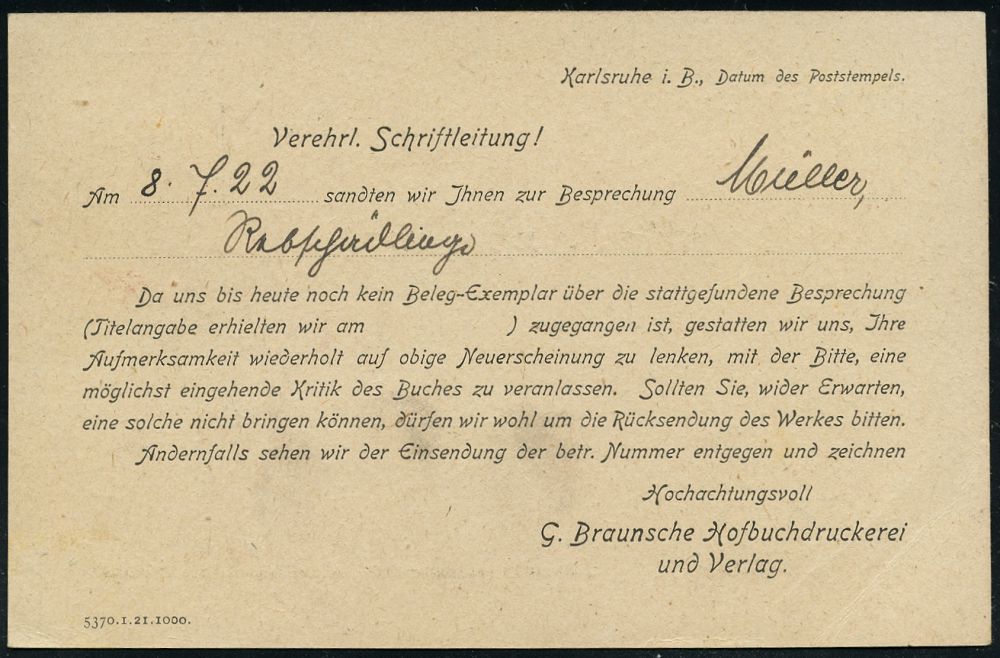 Karlsruhe i. B., Datum des Poststempels.
Verehrl. Schriftleitung!
Am 8. 7. 22 sandten wir Ihnen zur Besprechung Müller,
Rebschädlinge
Da uns bis heute noch kein Beleg-Exemplar über die stattgefundene Besprechung
(Titelangabe erhielten wir am ) zugegangen ist, gestatten wir uns, Ihre
Aufmerksamkeit wiederholt auf obige Neuerscheinung zu lenken, mit der Bitte, eine
möglichst eingehende Kritik des Buches zu veranlassen. Sollten Sie, wider Erwarten,
eine solche nicht bringen können, dürfen wir wohl um die Rücksendung des Werkes bitten.
Andernfalls sehen wir der Einsendung der betr. Nummer entgegen und zeichnen
Hochachtungsvoll
G. Braunsche Hofbuchdruckerei
und Verlag.
5370.1.21.1000.